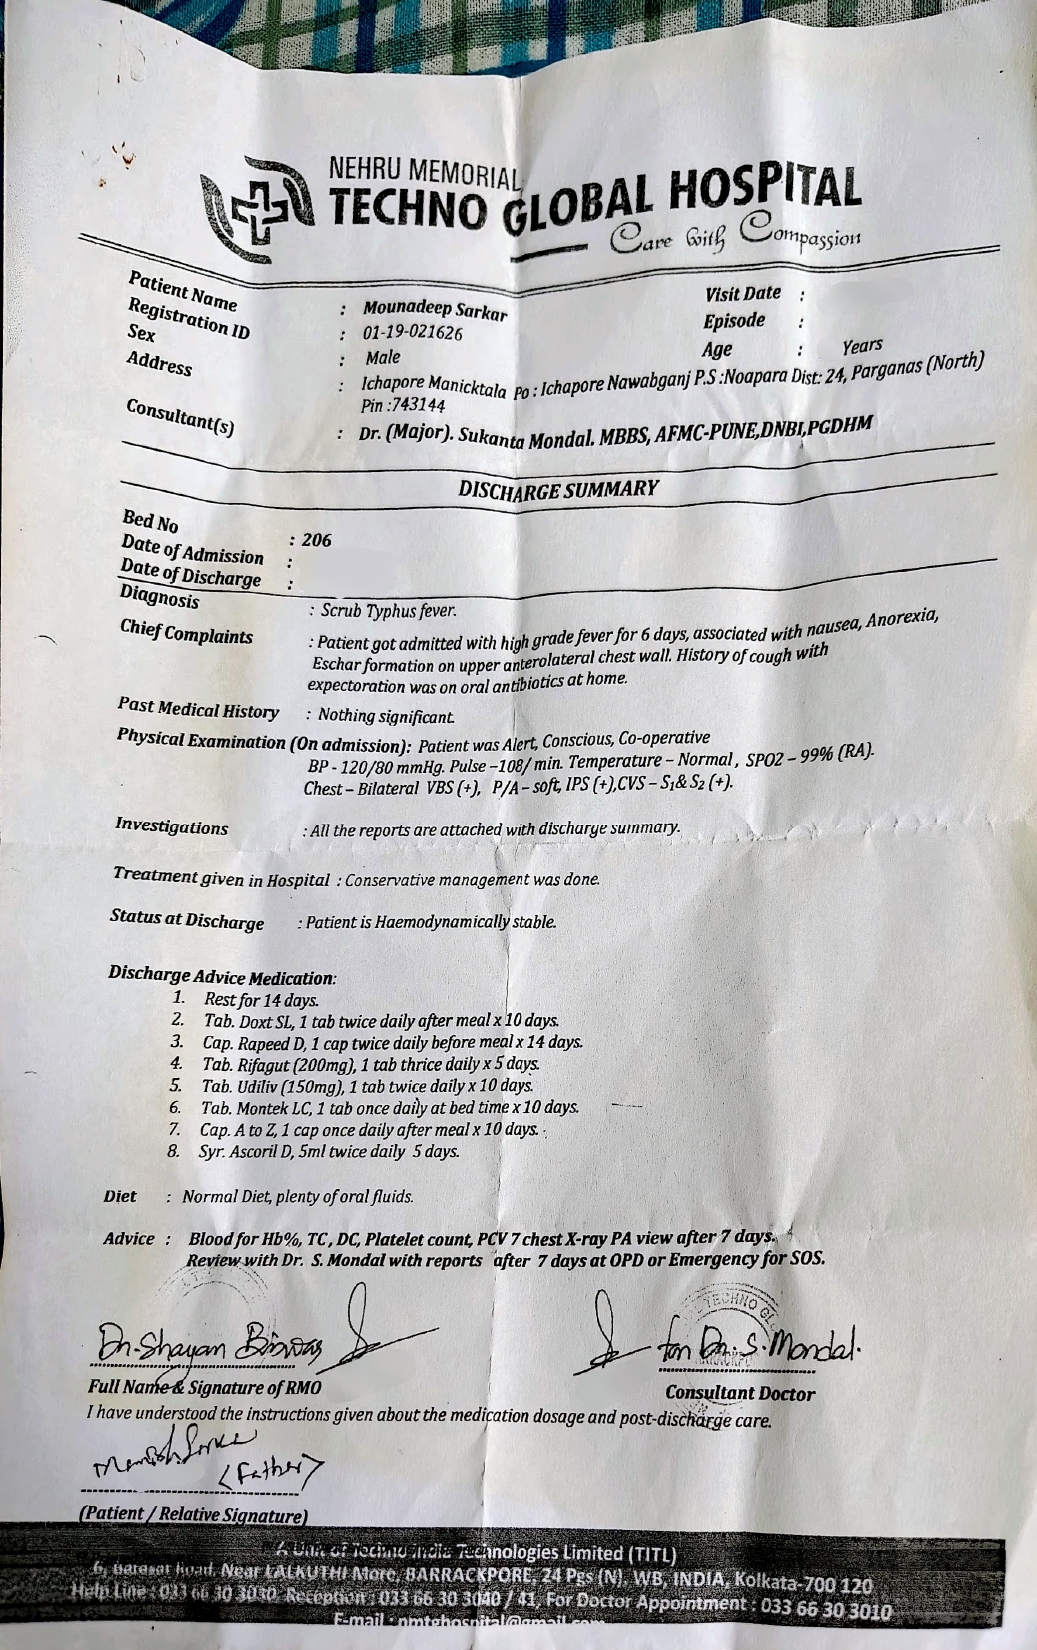 NEHRU MEMORIAL
TECHNO GLOBAL HOSPITAL
Care With Compassion
Patient Name : Mounadeep Sarkar Visit Date :
Registration ID : 01-19-021626 Episode :
Sex : Male Age : Years
Address : Ichapore Manicktala Po : Ichapore Nawabganj P.S :Noapara Dist: 24, Parganas (North)
Pin :743144
Consultant(s) : Dr. (Major). Sukanta Mondal. MBBS, AFMC-PUNE,DNBI,PGDHM
DISCHARGE SUMMARY
Bed No : 206
Date of Admission :
Date of Discharge :
Diagnosis : Scrub Typhus fever.
Chief Complaints : Patient got admitted with high grade fever for 6 days, associated with nausea, Anorexia,
Eschar formation on upper anterolateral chest wall. History of cough with
expectoration was on oral antibiotics at home.
Past Medical History : Nothing significant.
Physical Examination (On admission): Patient was Alert, Conscious, Co-operative
BP - 120/80 mmHg. Pulse –108/ min. Temperature – Normal , SPO2 – 99% (RA).
Chest – Bilateral VBS (+), P/A – soft, IPS (+),CVS – S₁& S₂ (+).
Investigations : All the reports are attached with discharge summary.
Treatment given in Hospital : Conservative management was done.
Status at Discharge : Patient is Haemodynamically stable.
Discharge Advice Medication:
1. Rest for 14 days.
2. Tab. Doxt SL, 1 tab twice daily after meal x 10 days.
3. Cap. Rapeed D, 1 cap twice daily before meal x 14 days.
4. Tab. Rifagut (200mg), 1 tab thrice daily x 5 days.
5. Tab. Udiliv (150mg), 1 tab twice daily x 10 days.
6. Tab. Montek LC, 1 tab once daily at bed time x 10 days.
7. Cap. A to Z, 1 cap once daily after meal x 10 days.
8. Syr. Ascoril D, 5ml twice daily 5 days.
Diet : Normal Diet, plenty of oral fluids.
Advice : Blood for Hb%, TC, DC, Platelet count, PCV 7 chest X-ray PA view after 7 days.
Review with Dr. S. Mondal with reports after 7 days at OPD or Emergency for SOS.
TECHNO GL
Dr. Shayan Biswas for Dr. S. Mondal.
Full Name & Signature of RMO Consultant Doctor
I have understood the instructions given about the medication dosage and post-discharge care.
(Father)
(Patient / Relative Signature)
A Unit of Techno India Technologies Limited (TITL)
6, Barasat Road, Near LALKUTHI More, BARRACKPORE, 24 Pgs (N), WB, INDIA, Kolkata-700 120
Help Line : 033 66 30 3030 Reception : 033 66 30 3040 / 41, For Doctor Appointment : 033 66 30 3010
E-mail : nmtghospital@gmail.com